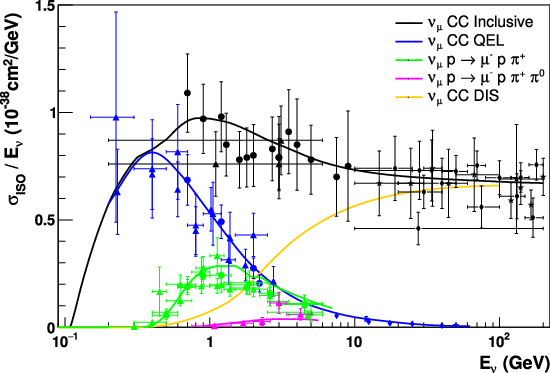 σ_ISO / E_ν (10⁻³⁸cm²/GeV)
1.5
1
0.5
0
ν_μ CC Inclusive
ν_μ CC QEL
ν_μ p → μ⁻ p π⁺
ν_μ p → μ⁻ p π⁺ π⁰
ν_μ CC DIS
10⁻¹ 1 10 100
E_ν (GeV)